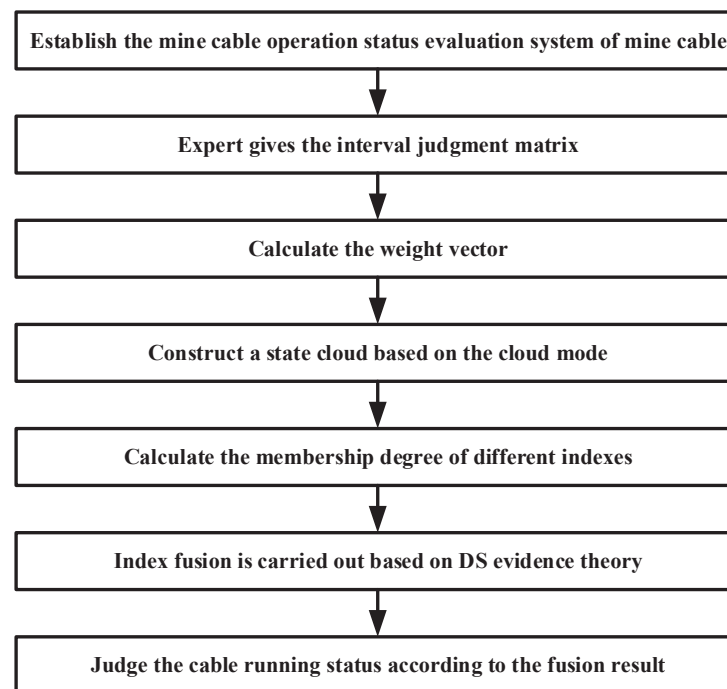 Establish the mine cable operation status evaluation system of mine cable
Expert gives the interval judgment matrix
Calculate the weight vector
Construct a state cloud based on the cloud mode
Calculate the membership degree of different indexes
Index fusion is carried out based on DS evidence theory
Judge the cable running status according to the fusion result